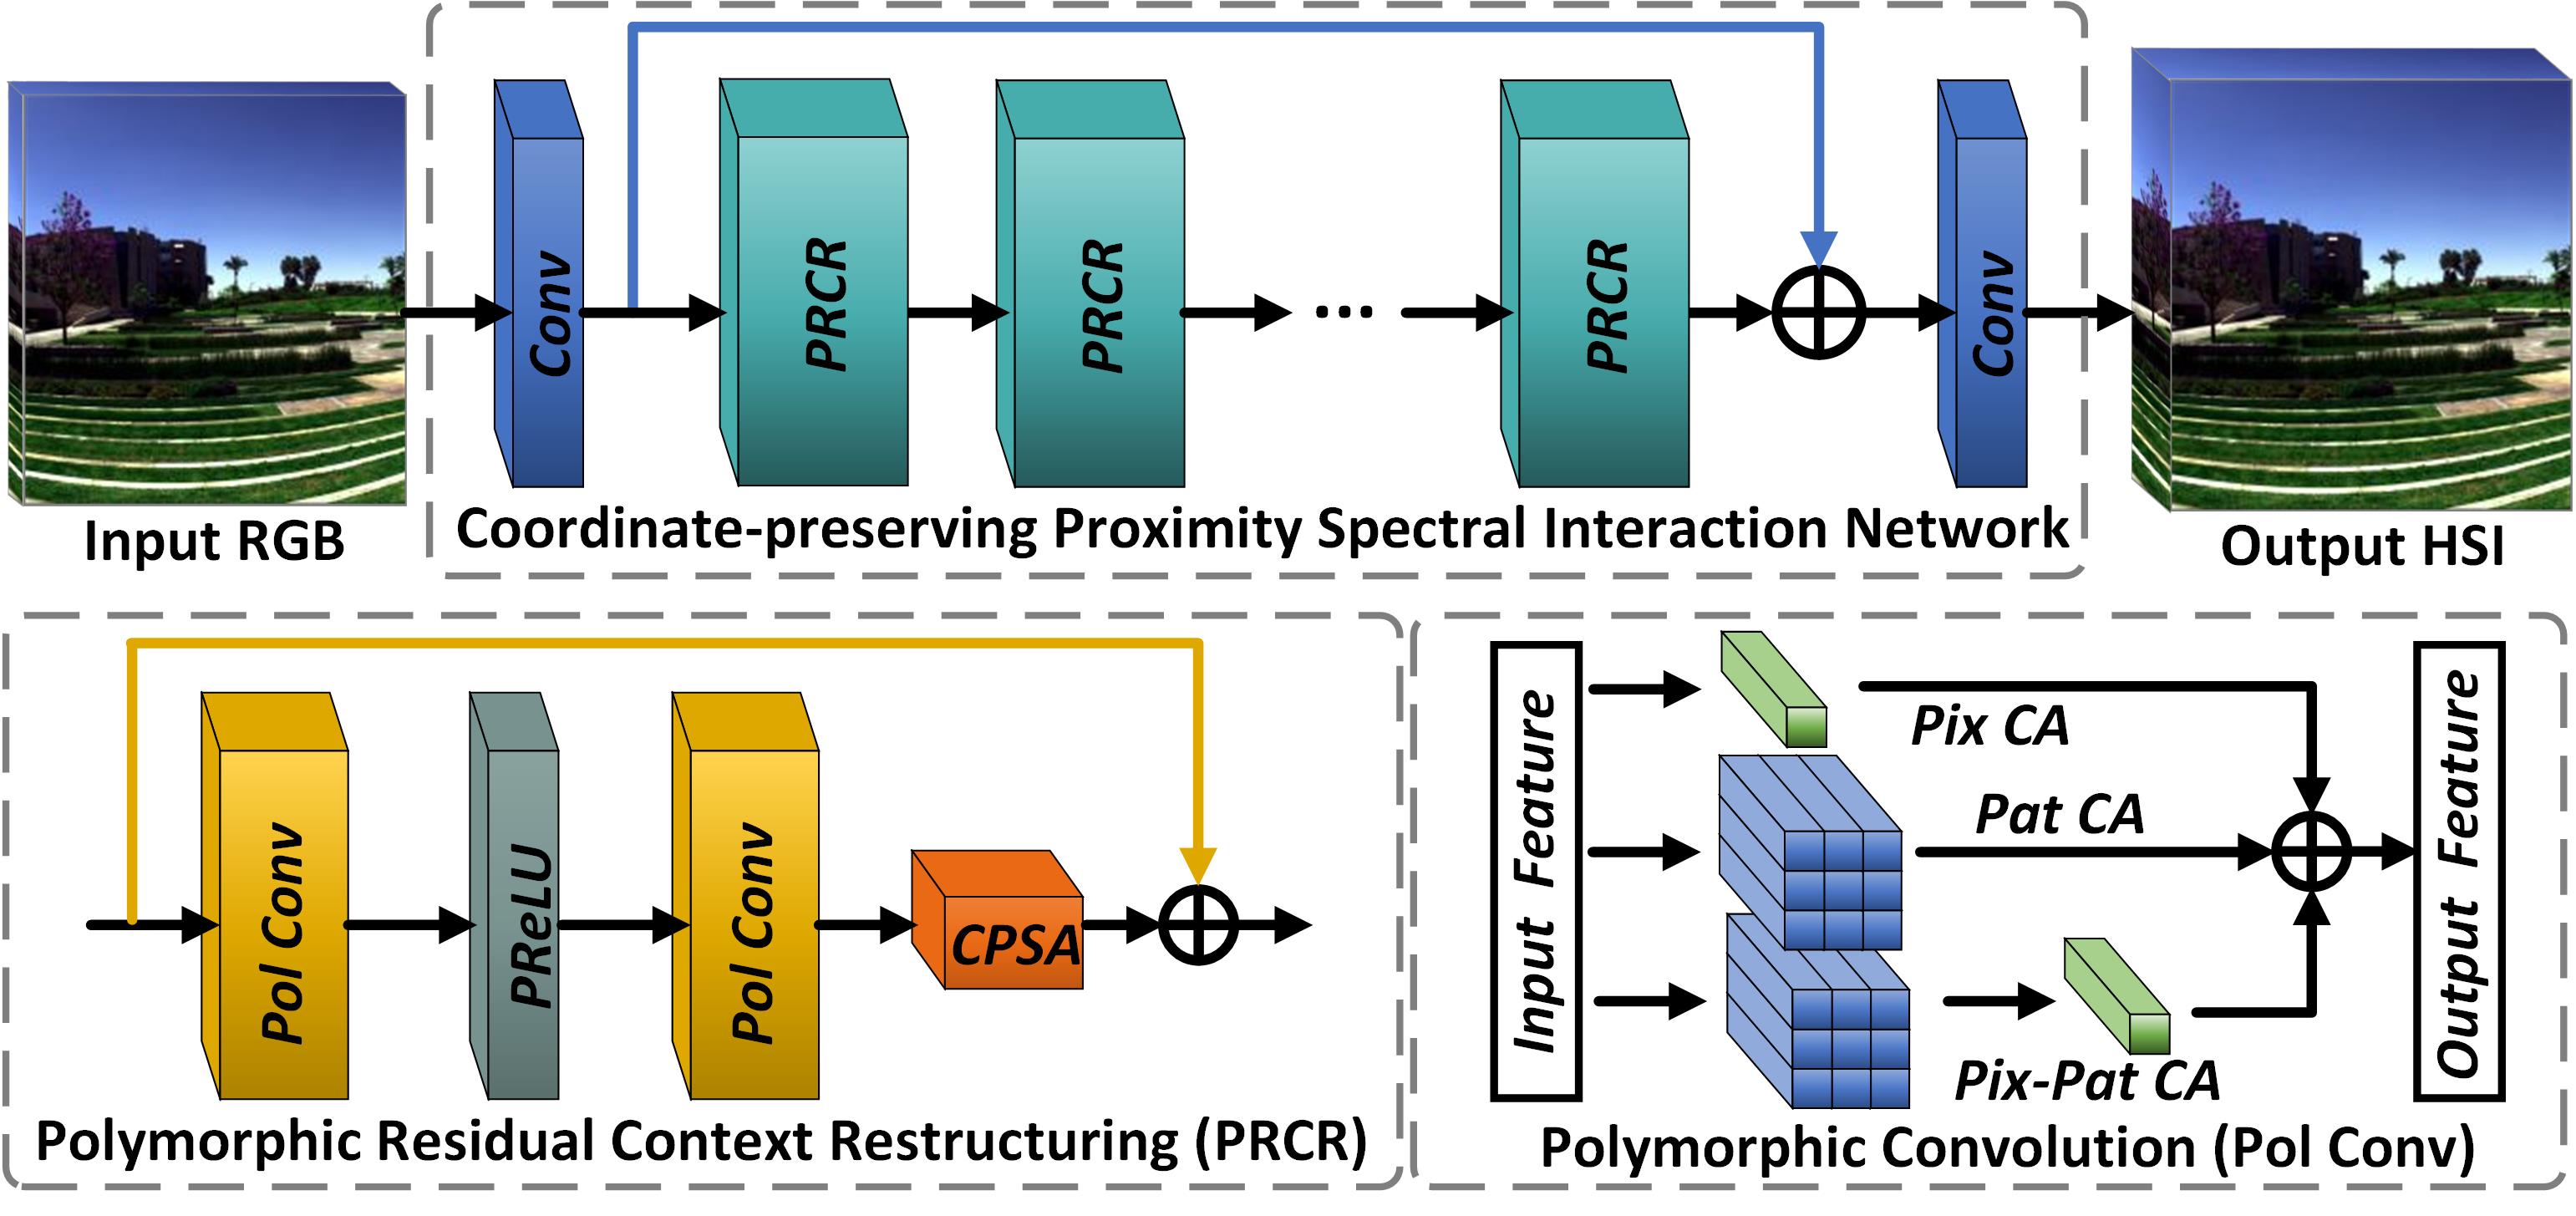 Conv
PRCR
PRCR
...
PRCR
Conv
Input RGB
Coordinate-preserving Proximity Spectral Interaction Network
Output HSI
Pol Conv
PReLU
Pol Conv
CPSA
Polymorphic Residual Context Restructuring (PRCR)
Input Feature
Pix CA
Pat CA
Pix-Pat CA
Output Feature
Polymorphic Convolution (Pol Conv)